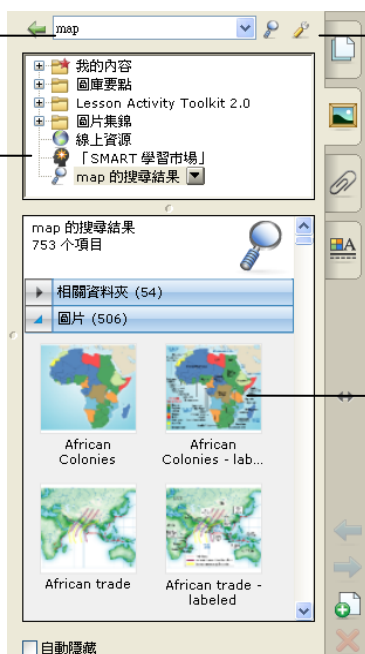 map
我的內容
圖庫要點
Lesson Activity Toolkit 2.0
圖片集錦
線上資源
「SMART 學習市場」
map 的搜尋結果
map 的搜尋結果
753 个項目
相關資料夾 (54)
圖片 (506)
African
Colonies
African
Colonies - lab...
African trade
African trade -
labeled
自動隱藏